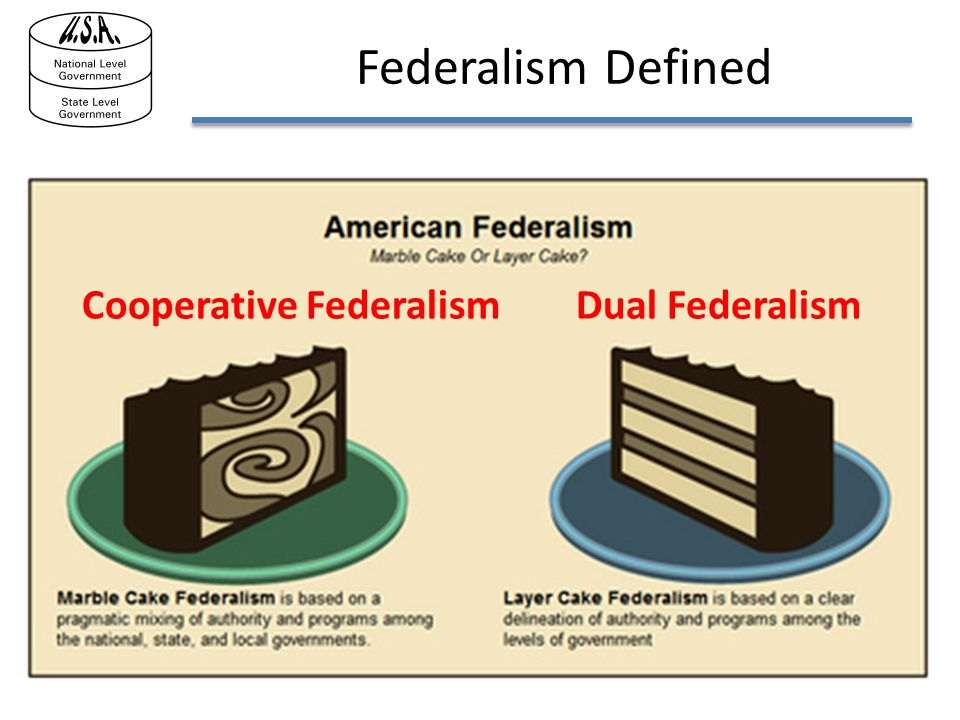 U.S.A.
National Level
Government
State Level
Government
Federalism Defined
American Federalism
Marble Cake Or Layer Cake?
Cooperative Federalism
Dual Federalism
Marble Cake Federalism is based on a
pragmatic mixing of authority and programs among
the national, state, and local governments.
Layer Cake Federalism is based on a clear
delineation of authority and programs among the
levels of government